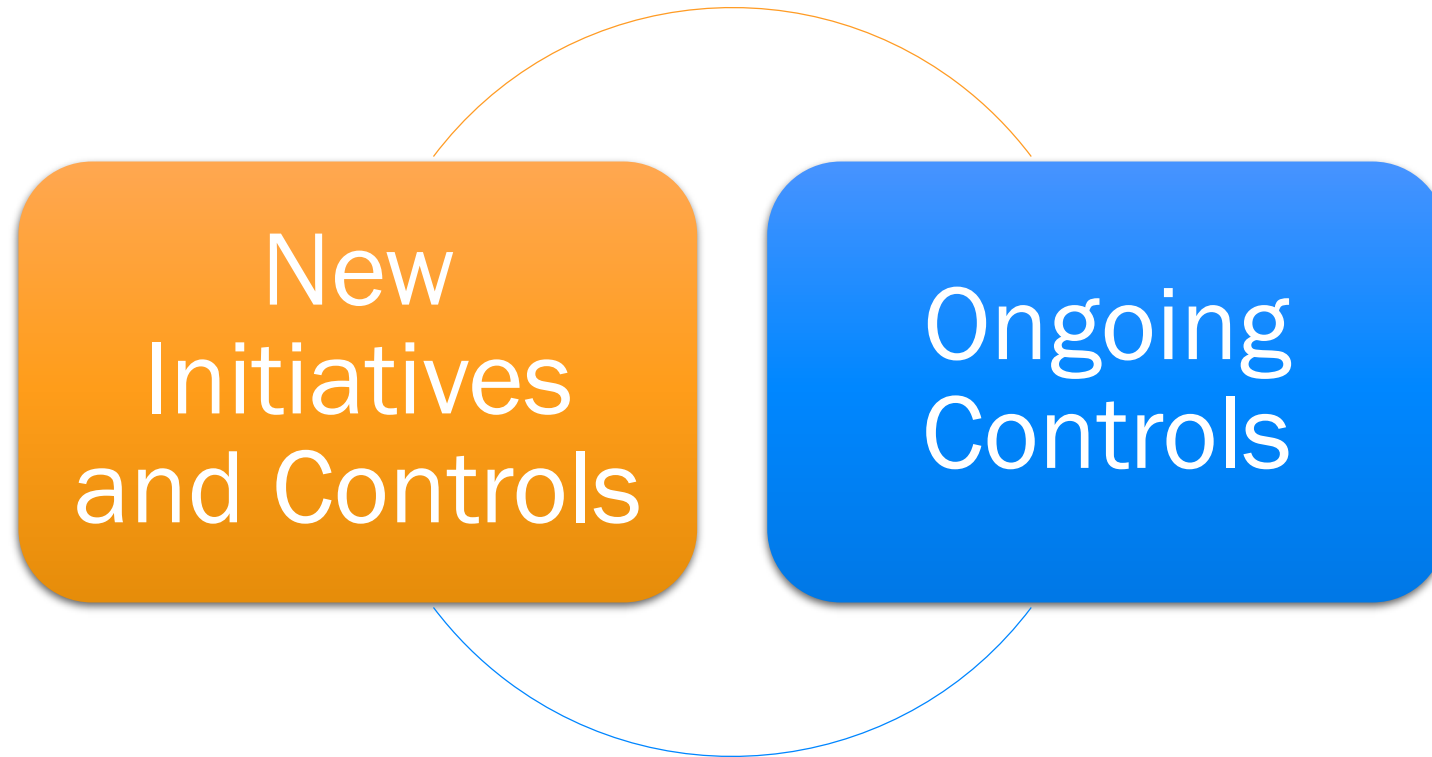 New
Initiatives
and Controls
Ongoing
Controls